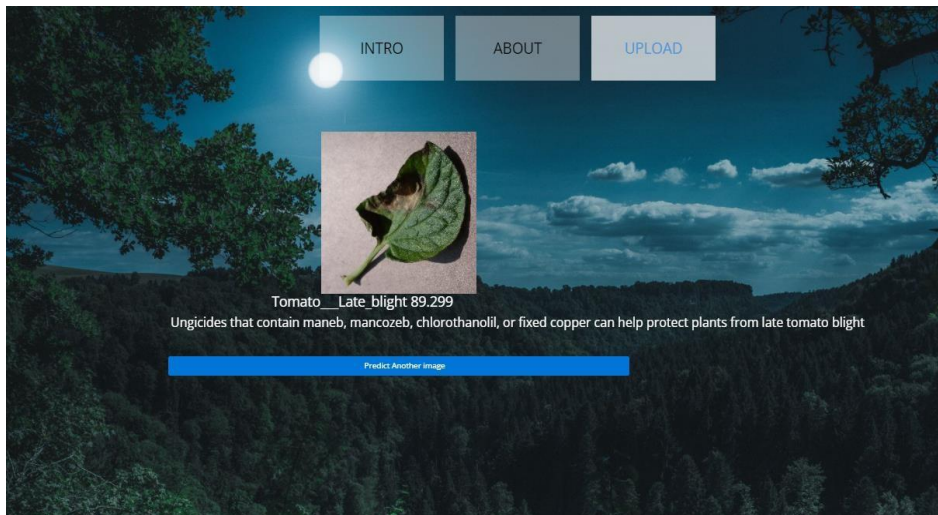 INTRO ABOUT UPLOAD
Tomato___Late_blight 89.299
Ungicides that contain maneb, mancozeb, chlorothanolil, or fixed copper can help protect plants from late tomato blight
Predict Another image